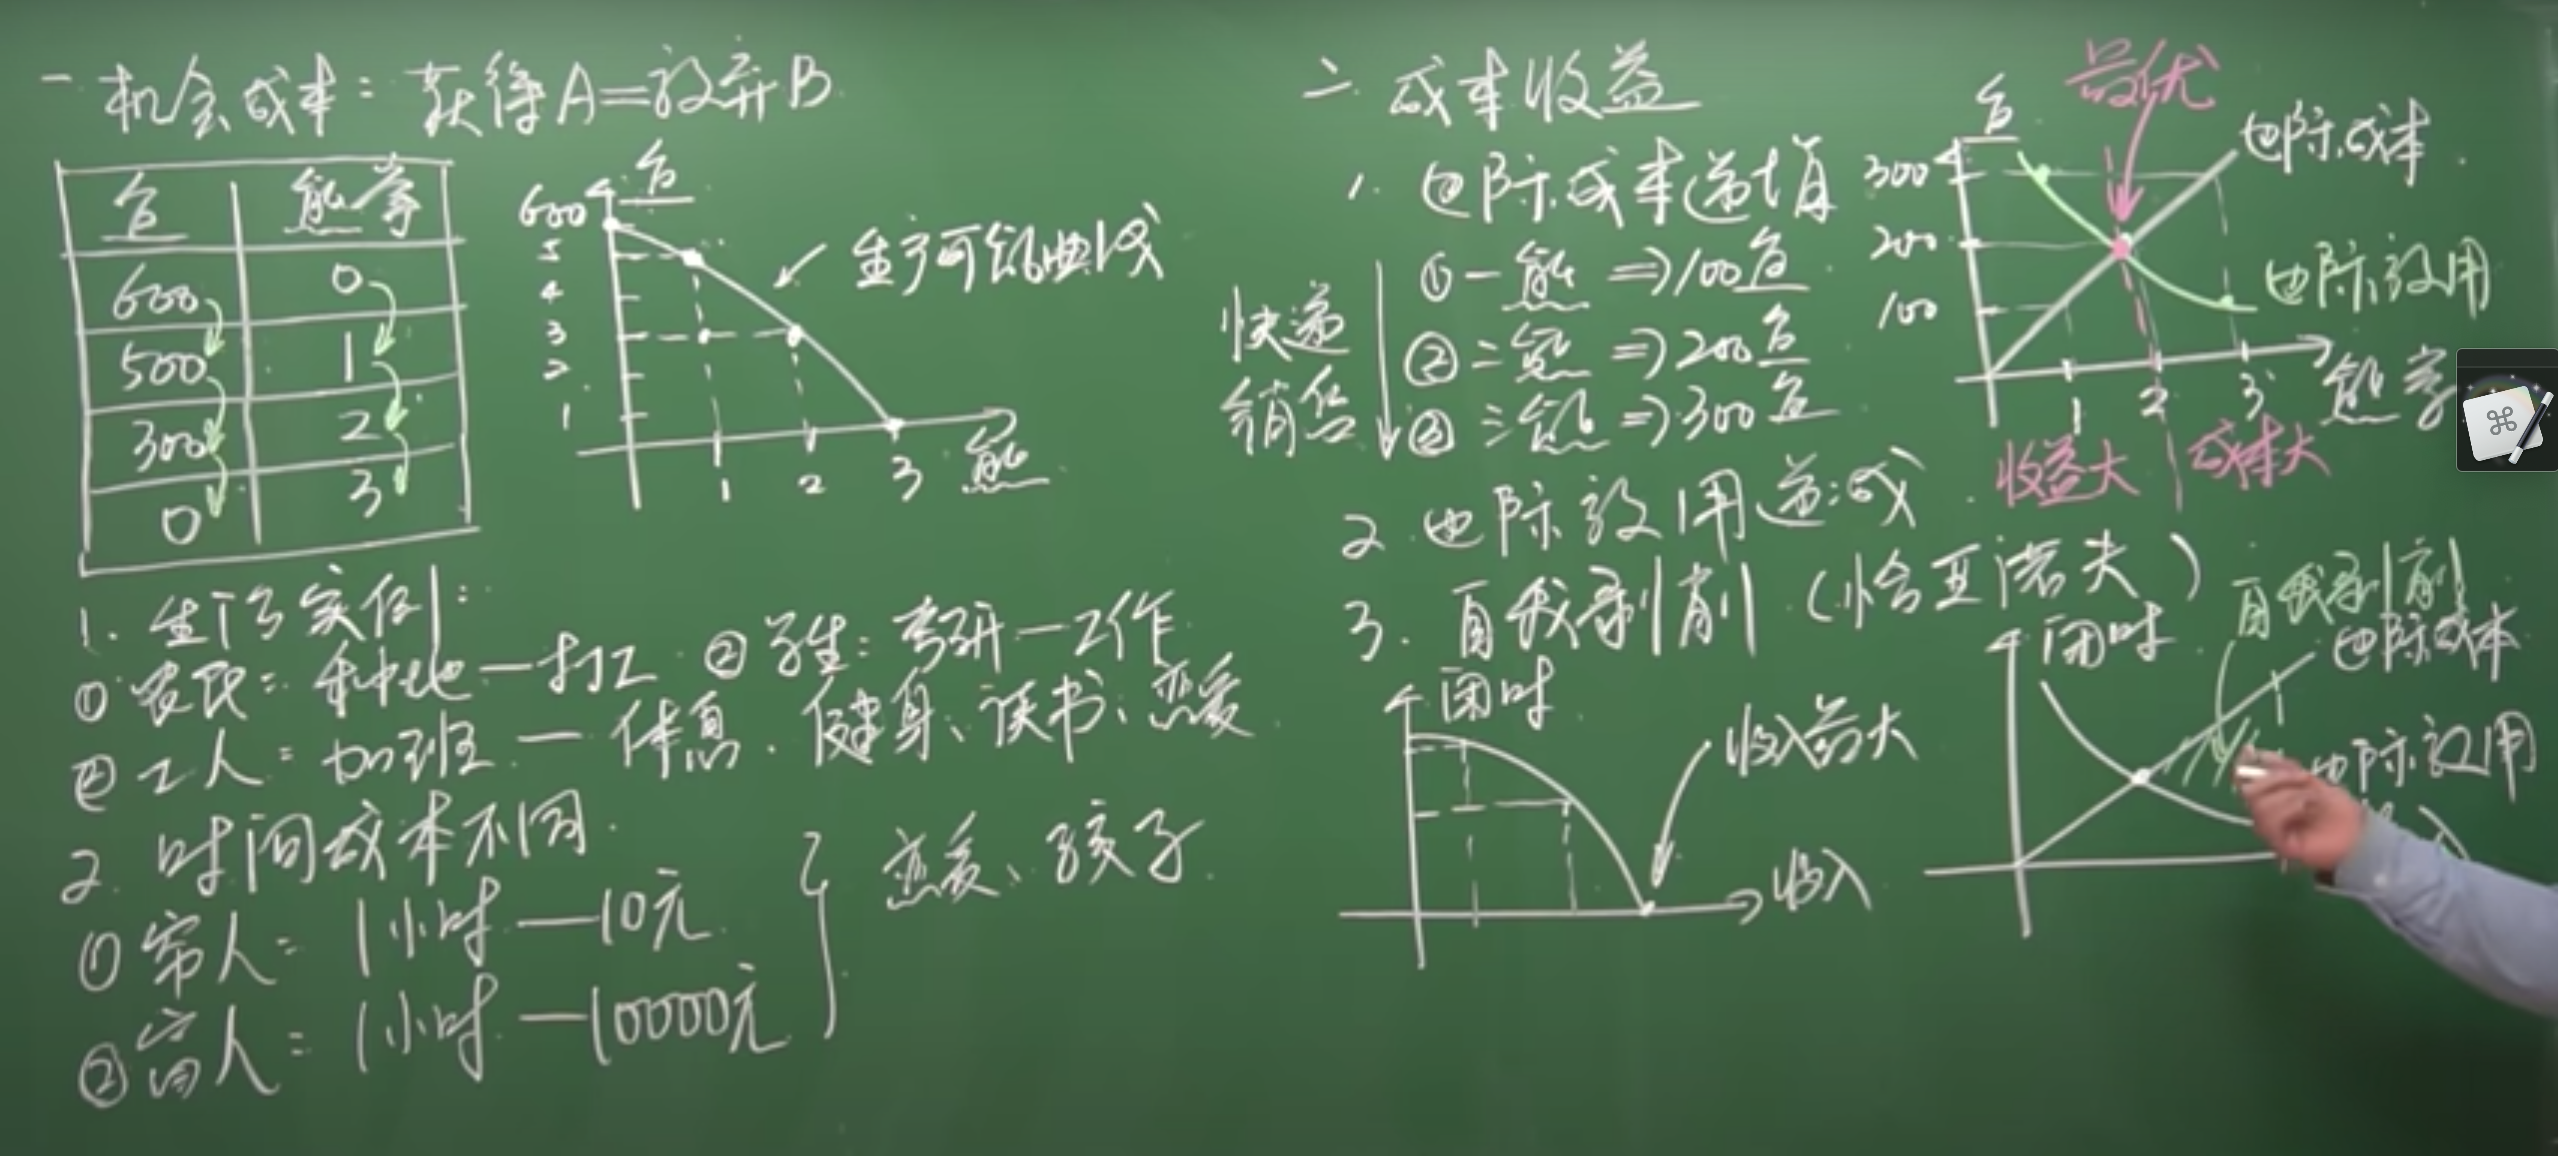 一 机会成本：获得A=放弃B
鱼 熊掌
600 0
500 1
300 2
0 3
鱼
600
5
4
3
2
1
1 2 3 熊
生产可能曲线
1. 生活实例：
①农民：种地—打工 ②学生：考研—工作
②工人：加班—休息、健身、读书、恋爱
2. 时间成本不同
①穷人：1小时—10元
②富人：1小时—10000元
恋爱、孩子
二 成本收益
1. 边际成本递增
①一熊⇒100鱼
②二熊⇒200鱼
③三熊⇒300鱼
快递
销售
2. 边际效用递减
3. 自我剥削（恰亚诺夫）
鱼
最优
边际成本
300
200
100
边际效用
1 2 3 熊掌
收益大 成本大
闲时
收入最大
收入
闲时
自我剥削
边际成本
边际效用